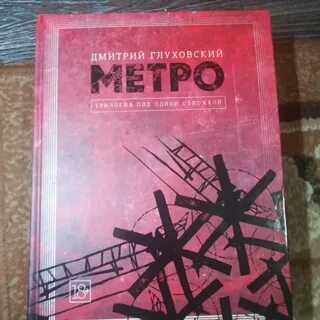 ДМИТРИЙ ГЛУХОВСКИЙ
МЕТРО
ТРИЛОГИЯ ПОД ОДНОЙ ОБЛОЖКОЙ
18+